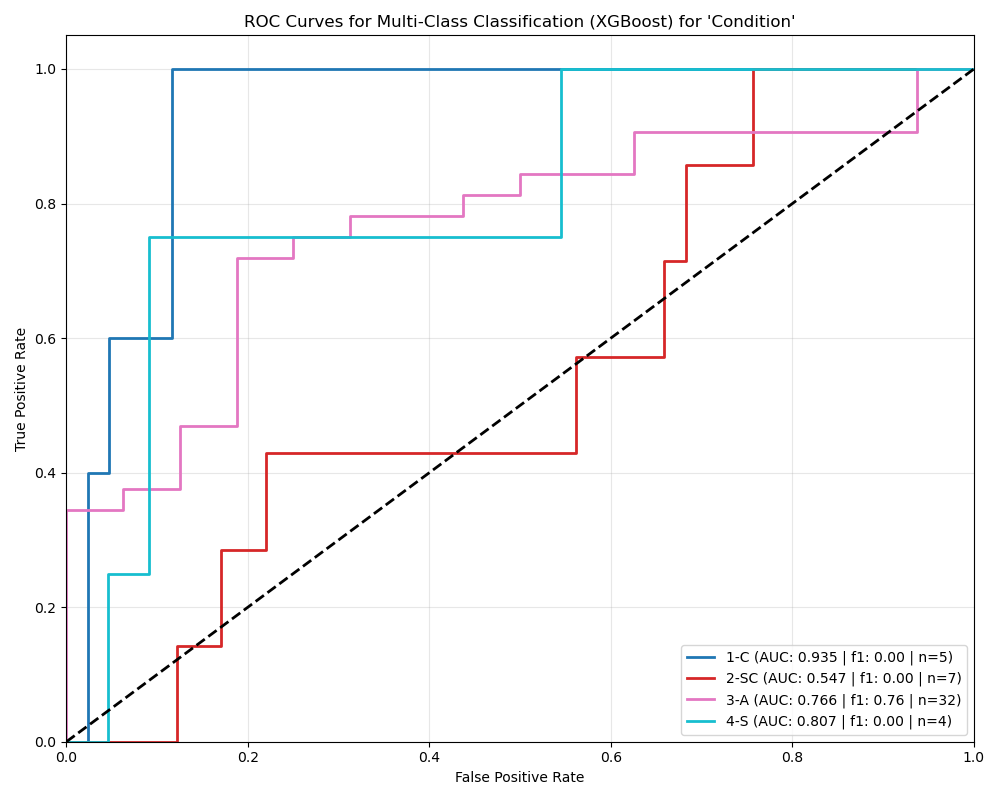 ROC Curves for Multi-Class Classification (XGBoost) for 'Condition'
True Positive Rate
1.0
0.8
0.6
0.4
0.2
0.0
0.0 0.2 0.4 0.6 0.8 1.0
False Positive Rate
1-C (AUC: 0.935 | f1: 0.00 | n=5)
2-SC (AUC: 0.547 | f1: 0.00 | n=7)
3-A (AUC: 0.766 | f1: 0.76 | n=32)
4-S (AUC: 0.807 | f1: 0.00 | n=4)